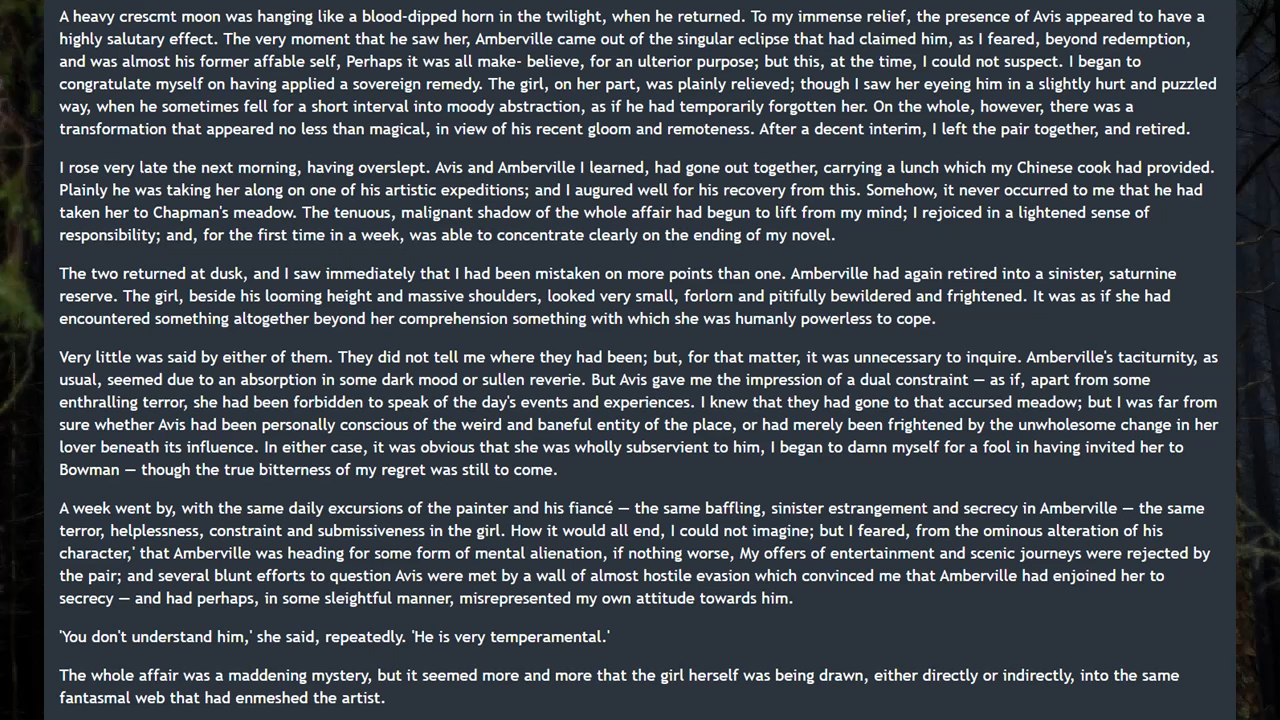 A heavy crescmt moon was hanging like a blood-dipped horn in the twilight, when he returned. To my immense relief, the presence of Avis appeared to have a
highly salutary effect. The very moment that he saw her, Amberville came out of the singular eclipse that had claimed him, as I feared, beyond redemption,
and was almost his former affable self, Perhaps it was all make- believe, for an ulterior purpose; but this, at the time, I could not suspect. I began to
congratulate myself on having applied a sovereign remedy. The girl, on her part, was plainly relieved; though I saw her eyeing him in a slightly hurt and puzzled
way, when he sometimes fell for a short interval into moody abstraction, as if he had temporarily forgotten her. On the whole, however, there was a
transformation that appeared no less than magical, in view of his recent gloom and remoteness. After a decent interim, I left the pair together, and retired.
I rose very late the next morning, having overslept. Avis and Amberville I learned, had gone out together, carrying a lunch which my Chinese cook had provided.
Plainly he was taking her along on one of his artistic expeditions; and I augured well for his recovery from this. Somehow, it never occurred to me that he had
taken her to Chapman's meadow. The tenuous, malignant shadow of the whole affair had begun to lift from my mind; I rejoiced in a lightened sense of
responsibility; and, for the first time in a week, was able to concentrate clearly on the ending of my novel.
The two returned at dusk, and I saw immediately that I had been mistaken on more points than one. Amberville had again retired into a sinister, saturnine
reserve. The girl, beside his looming height and massive shoulders, looked very small, forlorn and pitifully bewildered and frightened. It was as if she had
encountered something altogether beyond her comprehension something with which she was humanly powerless to cope.
Very little was said by either of them. They did not tell me where they had been; but, for that matter, it was unnecessary to inquire. Amberville's taciturnity, as
usual, seemed due to an absorption in some dark mood or sullen reverie. But Avis gave me the impression of a dual constraint — as if, apart from some
enthralling terror, she had been forbidden to speak of the day's events and experiences. I knew that they had gone to that accursed meadow; but I was far from
sure whether Avis had been personally conscious of the weird and baneful entity of the place, or had merely been frightened by the unwholesome change in her
lover beneath its influence. In either case, it was obvious that she was wholly subservient to him, I began to damn myself for a fool in having invited her to
Bowman — though the true bitterness of my regret was still to come.
A week went by, with the same daily excursions of the painter and his fiancé — the same baffling, sinister estrangement and secrecy in Amberville — the same
terror, helplessness, constraint and submissiveness in the girl. How it would all end, I could not imagine; but I feared, from the ominous alteration of his
character,' that Amberville was heading for some form of mental alienation, if nothing worse, My offers of entertainment and scenic journeys were rejected by
the pair; and several blunt efforts to question Avis were met by a wall of almost hostile evasion which convinced me that Amberville had enjoined her to
secrecy — and had perhaps, in some sleightful manner, misrepresented my own attitude towards him.
'You don't understand him,' she said, repeatedly. 'He is very temperamental.'
The whole affair was a maddening mystery, but it seemed more and more that the girl herself was being drawn, either directly or indirectly, into the same
fantasmal web that had enmeshed the artist.